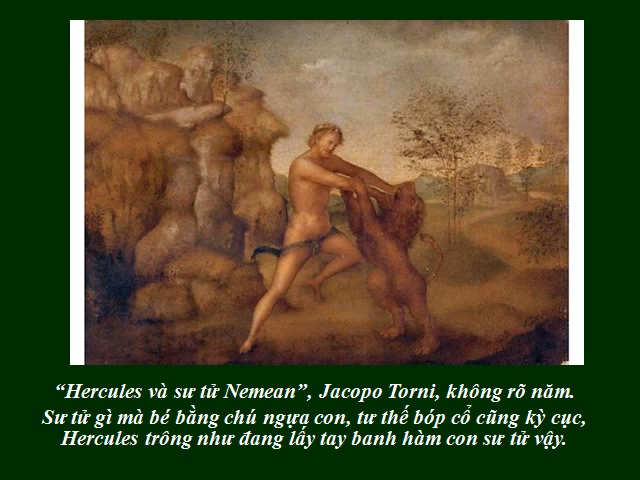 “Hercules và sư tử Nemean”, Jacopo Torni, không rõ năm.
Sư tử gì mà bé bằng chú ngựa con, tư thế bóp cổ cũng kỳ cục,
Hercules trông như đang lấy tay banh hàm con sư tử vậy.